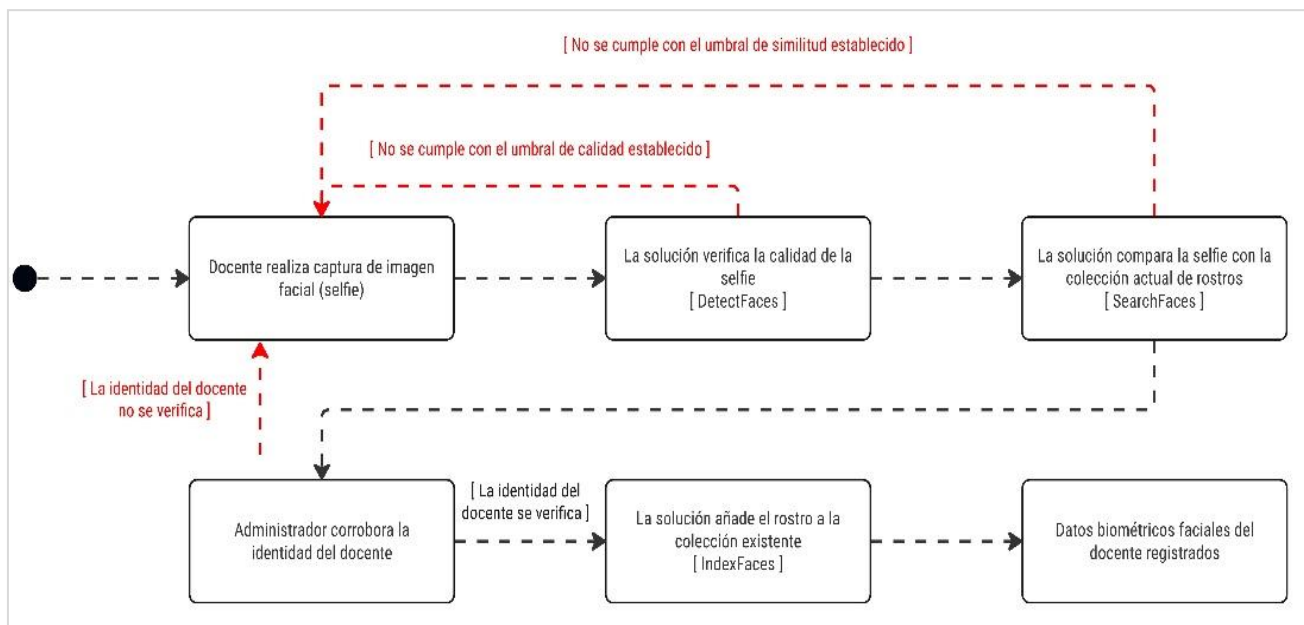 [ No se cumple con el umbral de similitud establecido ]
[ No se cumple con el umbral de calidad establecido ]
Docente realiza captura de imagen
facial (selfie)
La solución verifica la calidad de la
selfie
[ DetectFaces ]
La solución compara la selfie con la
colección actual de rostros
[ SearchFaces ]
[ La identidad del docente
no se verifica ]
Administrador corrobora la
identidad del docente
[ La identidad del
docente se verifica ]
La solución añade el rostro a la
colección existente
[ IndexFaces ]
Datos biométricos faciales del
docente registrados